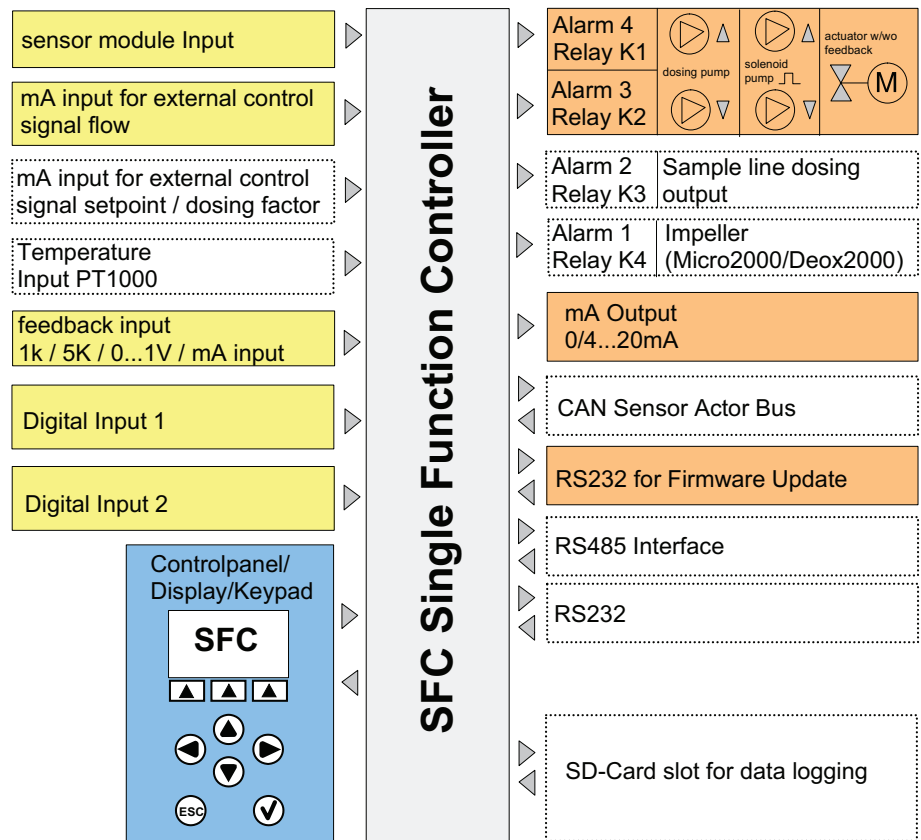 sensor module Input
mA input for external control
signal flow
mA input for external control
signal setpoint / dosing factor
Temperature
Input PT1000
feedback input
1k / 5K / 0...1V / mA input
Digital Input 1
Digital Input 2
Controlpanel/
Display/Keypad
SFC
ESC
SFC Single Function Controller
Alarm 4
Relay K1
Alarm 3
Relay K2
dosing pump
solenoid
pump
actuator w/wo
feedback
M
Alarm 2
Relay K3
Sample line dosing
output
Alarm 1
Relay K4
Impeller
(Micro2000/Deox2000)
mA Output
0/4...20mA
CAN Sensor Actor Bus
RS232 for Firmware Update
RS485 Interface
RS232
SD-Card slot for data logging